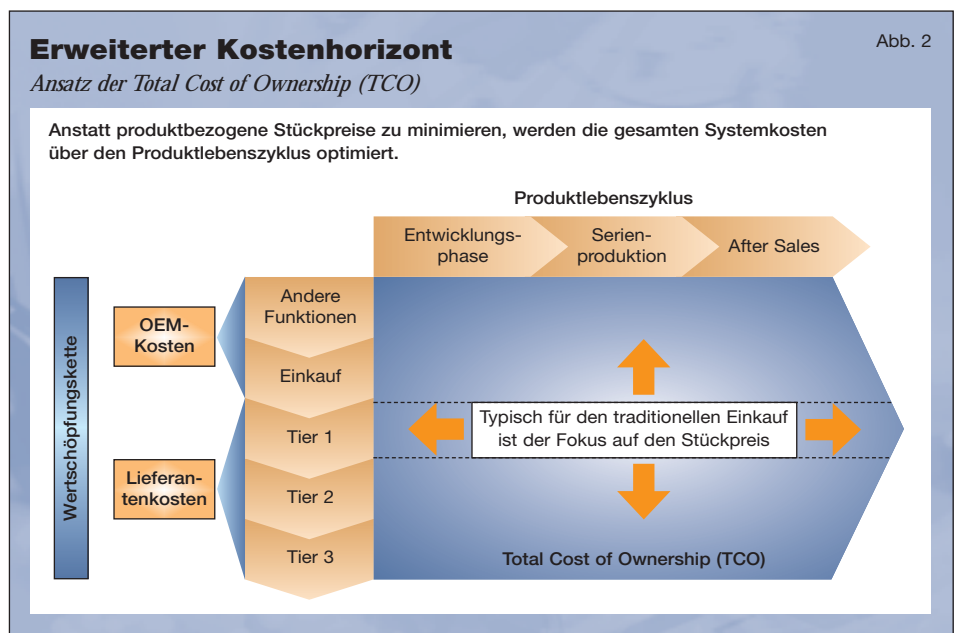 Erweiterter Kostenhorizont
Abb. 2
Ansatz der Total Cost of Ownership (TCO)
Anstatt produktbezogene Stückpreise zu minimieren, werden die gesamten Systemkosten
über den Produktlebenszyklus optimiert.
Produktlebenszyklus
Entwicklungs-
phase
Serien-
produktion
After Sales
Wertschöpfungskette
OEM-
Kosten
Lieferan-
tenkosten
Andere
Funktionen
Einkauf
Tier 1
Tier 2
Tier 3
Typisch für den traditionellen Einkauf
ist der Fokus auf den Stückpreis
Total Cost of Ownership (TCO)